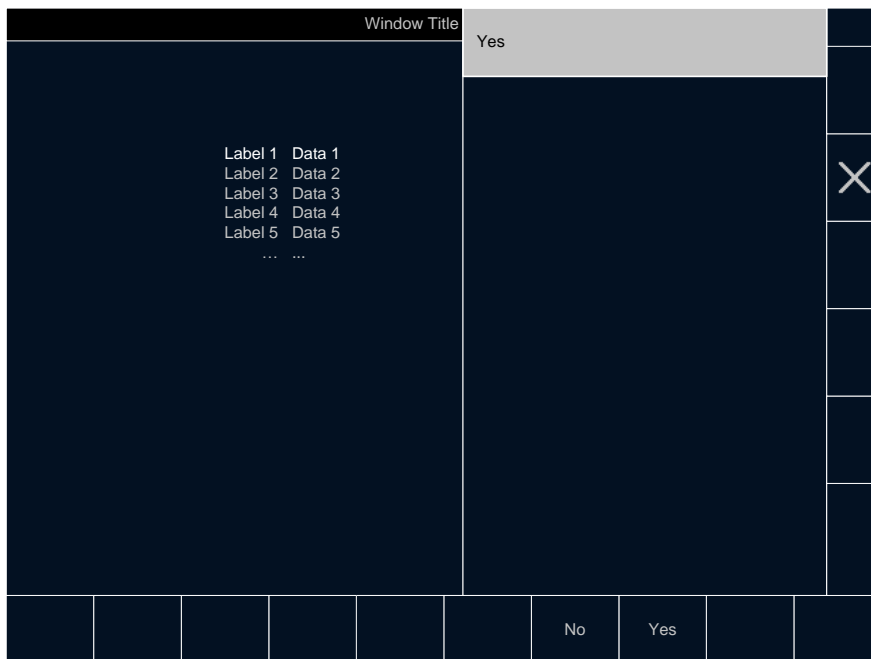 Window Title
Yes
Label 1 Data 1
Label 2 Data 2
Label 3 Data 3
Label 4 Data 4
Label 5 Data 5
… ...
No
Yes